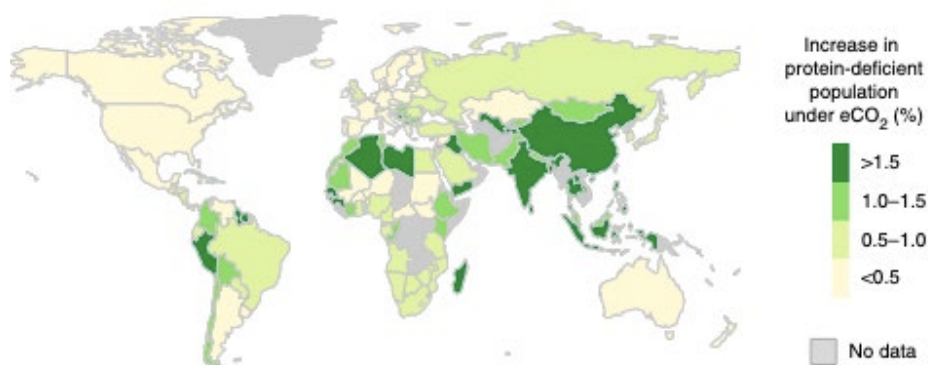 Increase in
protein-deficient
population
under eCO₂ (%)
>1.5
1.0–1.5
0.5–1.0
<0.5
No data